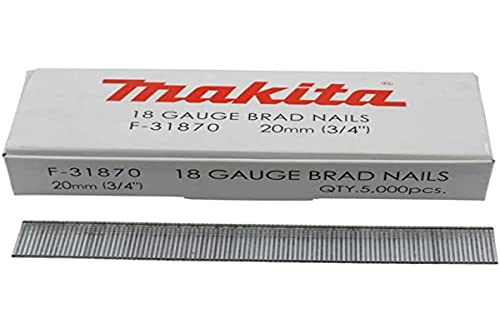 makita®
18 GAUGE BRAD NAILS
F-31870 20mm (3/4")
F-31870 18 GAUGE BRAD NAILS
20mm (3/4") QTY.5,000pcs.